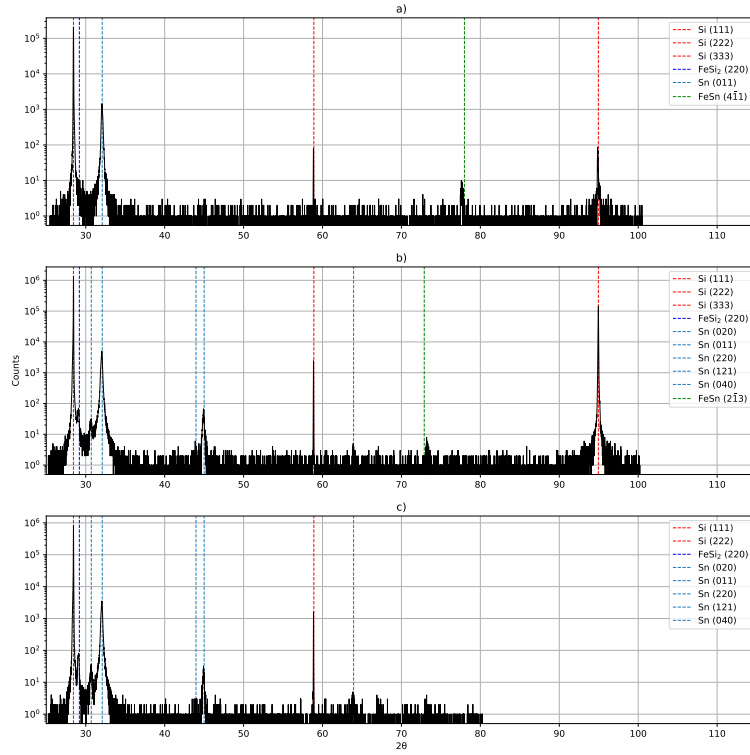 a)
10⁵
10⁴
10³
10²
10¹
10⁰
30 40 50 60 70 80 90 100 110
Si (111)
Si (222)
Si (333)
FeSi₂ (220)
Sn (011)
FeSn (41̄1)
b)
Counts
10⁶
10⁵
10⁴
10³
10²
10¹
10⁰
30 40 50 60 70 80 90 100 110
Si (111)
Si (222)
Si (333)
FeSi₂ (220)
Sn (020)
Sn (011)
Sn (220)
Sn (121)
Sn (040)
FeSn (21̄3)
c)
10⁶
10⁵
10⁴
10³
10²
10¹
10⁰
30 40 50 60 70 80 90 100 110
2θ
Si (111)
Si (222)
FeSi₂ (220)
Sn (020)
Sn (011)
Sn (220)
Sn (121)
Sn (040)